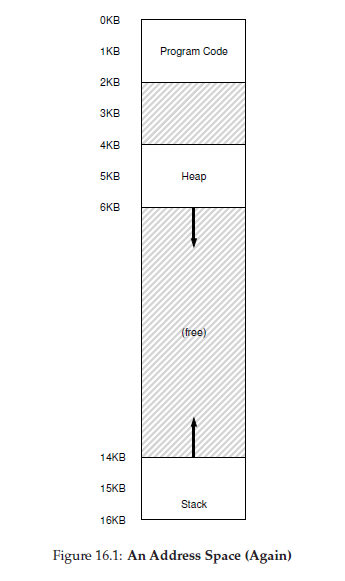 0KB
1KB
Program Code
2KB
3KB
4KB
5KB
Heap
6KB
(free)
14KB
15KB
Stack
16KB
Figure 16.1: An Address Space (Again)